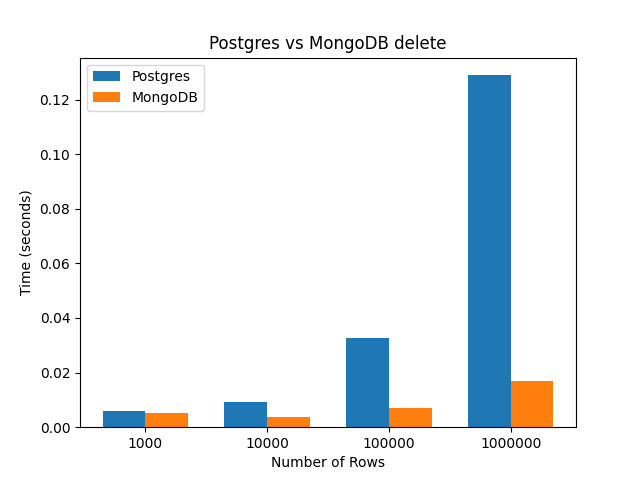 Postgres vs MongoDB delete
Postgres
MongoDB
Time (seconds)
0.12
0.10
0.08
0.06
0.04
0.02
0.00
1000
10000
100000
1000000
Number of Rows